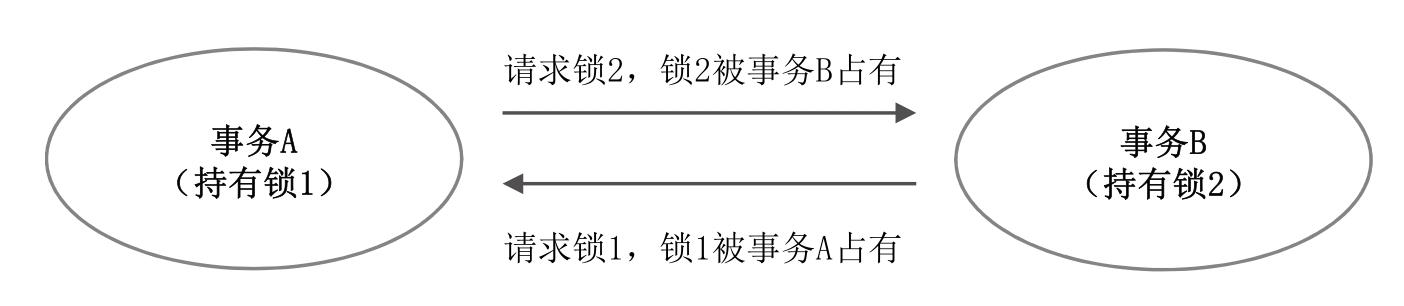 请求锁2，锁2被事务B占有
事务A
（持有锁1）
事务B
（持有锁2）
请求锁1，锁1被事务A占有